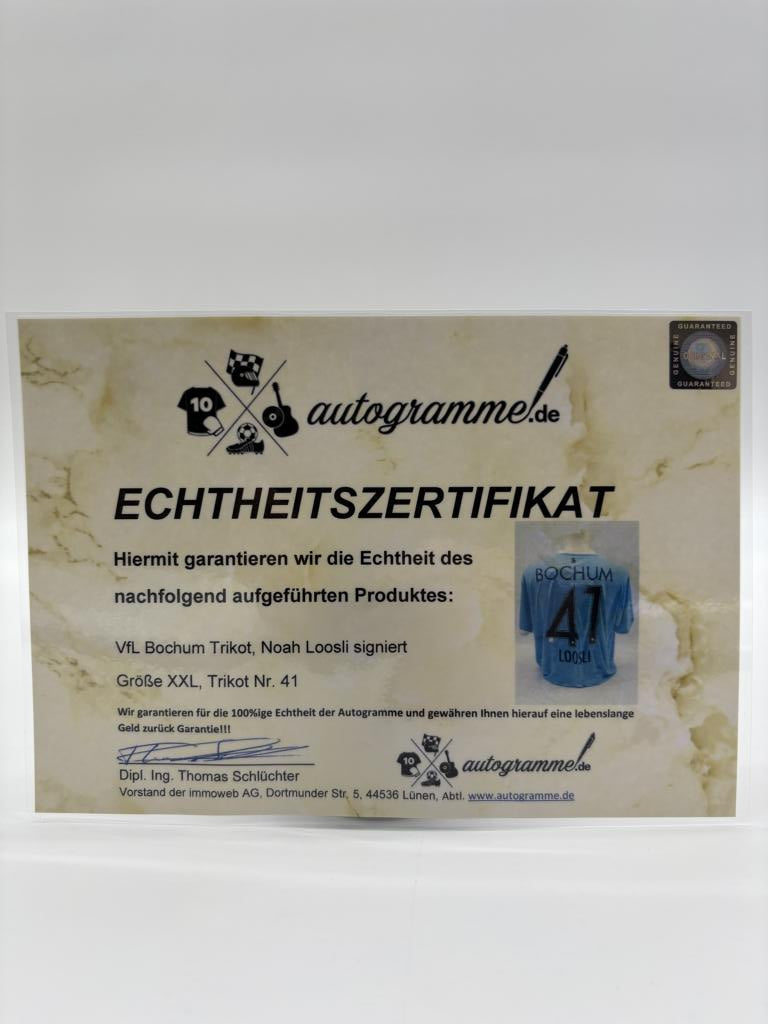 GUARANTEED
GENUINE
ORIGINAL
GENUINE
GUARANTEED
10
autogramme.de
ECHTHEITSZERTIFIKAT
Hiermit garantieren wir die Echtheit des
nachfolgend aufgeführten Produktes:
BOCHUM
41
LOOSLI
VfL Bochum Trikot, Noah Loosli signiert
Größe XXL, Trikot Nr. 41
Wir garantieren für die 100%ige Echtheit der Autogramme und gewähren Ihnen hierauf eine lebenslange
Geld zurück Garantie!!!
10
autogramme.de
Dipl. Ing. Thomas Schlüchter
Vorstand der immoweb AG, Dortmunder Str. 5, 44536 Lünen, Abtl. www.autogramme.de